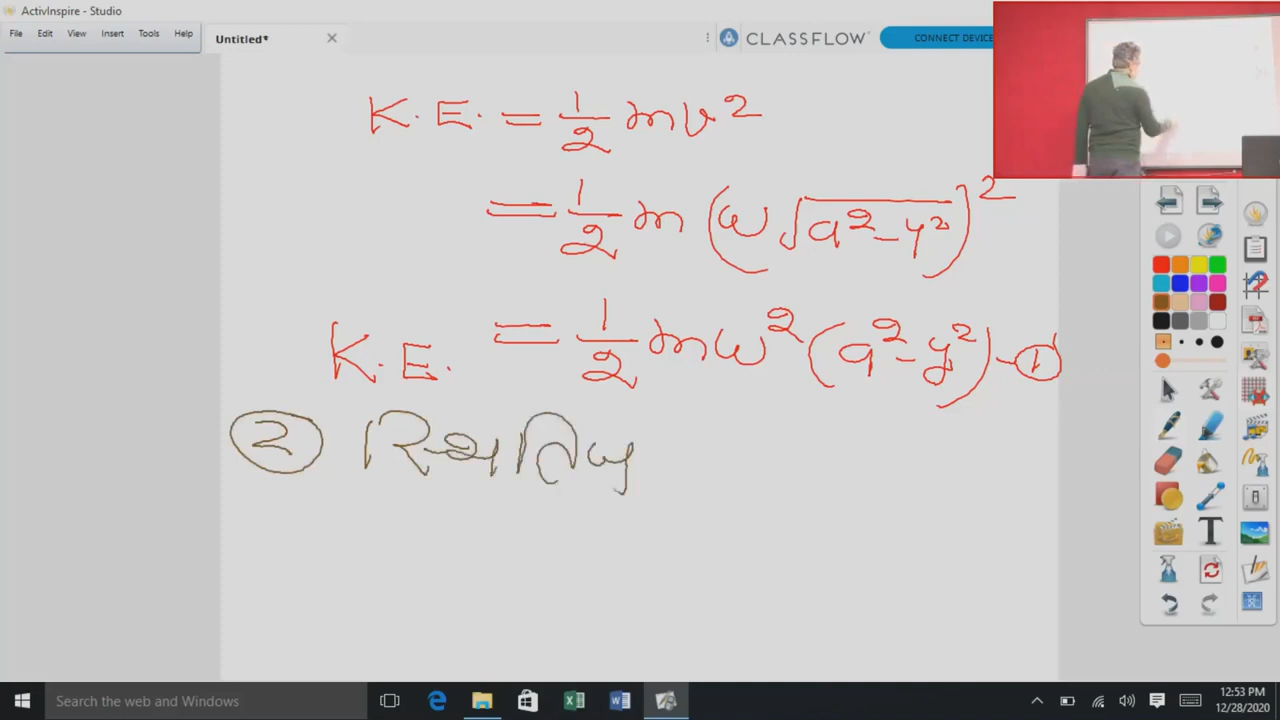 ActivInspire - Studio
File Edit View Insert Tools Help
Untitled*
CLASSFLOW
CONNECT DEVICE
K.E. = 1/2 mv²
= 1/2 m (ω√(a²-y²))²
K.E. = 1/2 mω² (a²-y²) - ①
Search the web and Windows
12:53 PM
12/28/2020